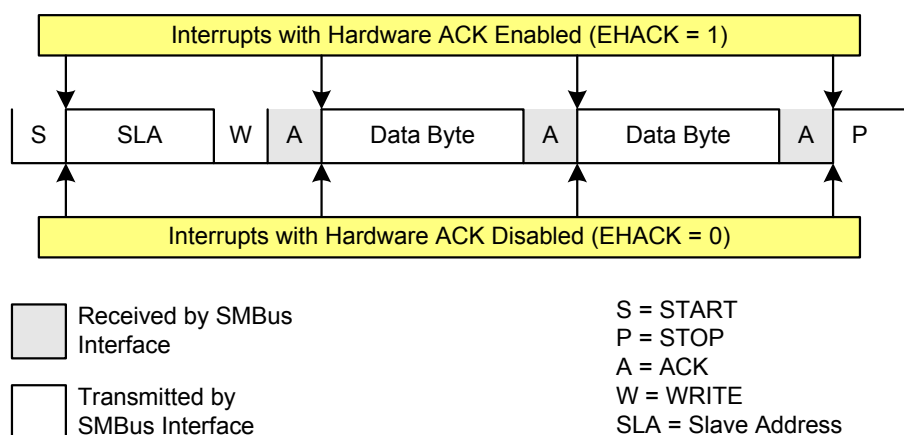 Interrupts with Hardware ACK Enabled (EHACK = 1)
S SLA W A Data Byte A Data Byte A P
Interrupts with Hardware ACK Disabled (EHACK = 0)
Received by SMBus
Interface
Transmitted by
SMBus Interface
S = START
P = STOP
A = ACK
W = WRITE
SLA = Slave Address